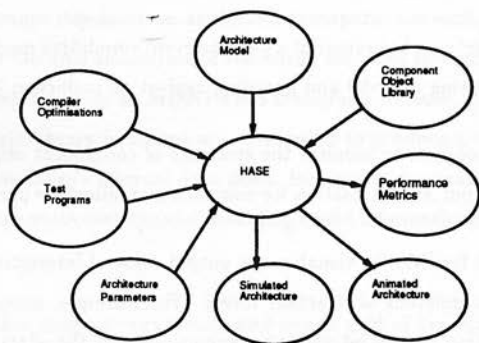 Architecture
Model
Component
Object
Library
Compiler
Optimisations
HASE
Test
Programs
Performance
Metrics
Architecture
Parameters
Simulated
Architecture
Animated
Architecture